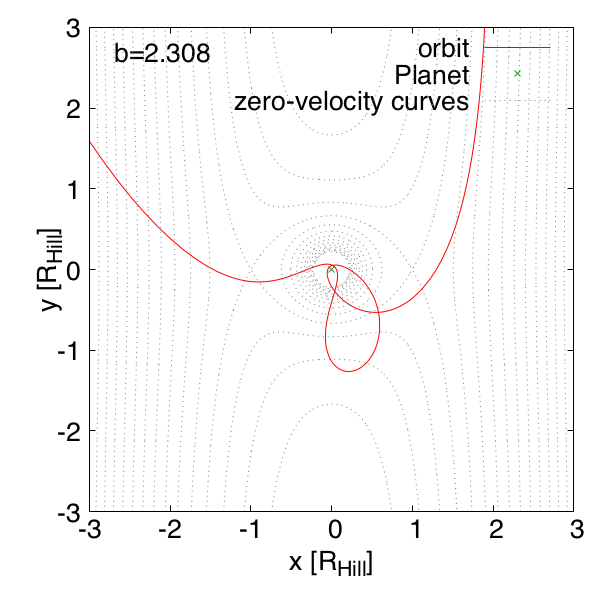 b=2.308
orbit
Planet
zero-velocity curves
3
2
1
0
-1
-2
-3
y [R_Hill]
-3
-2
-1
0
1
2
3
x [R_Hill]